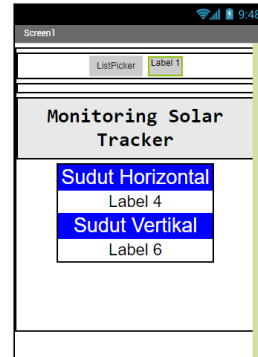 9:48
Screen1
ListPicker Label 1
Monitoring Solar
Tracker
Sudut Horizontal
Label 4
Sudut Vertikal
Label 6